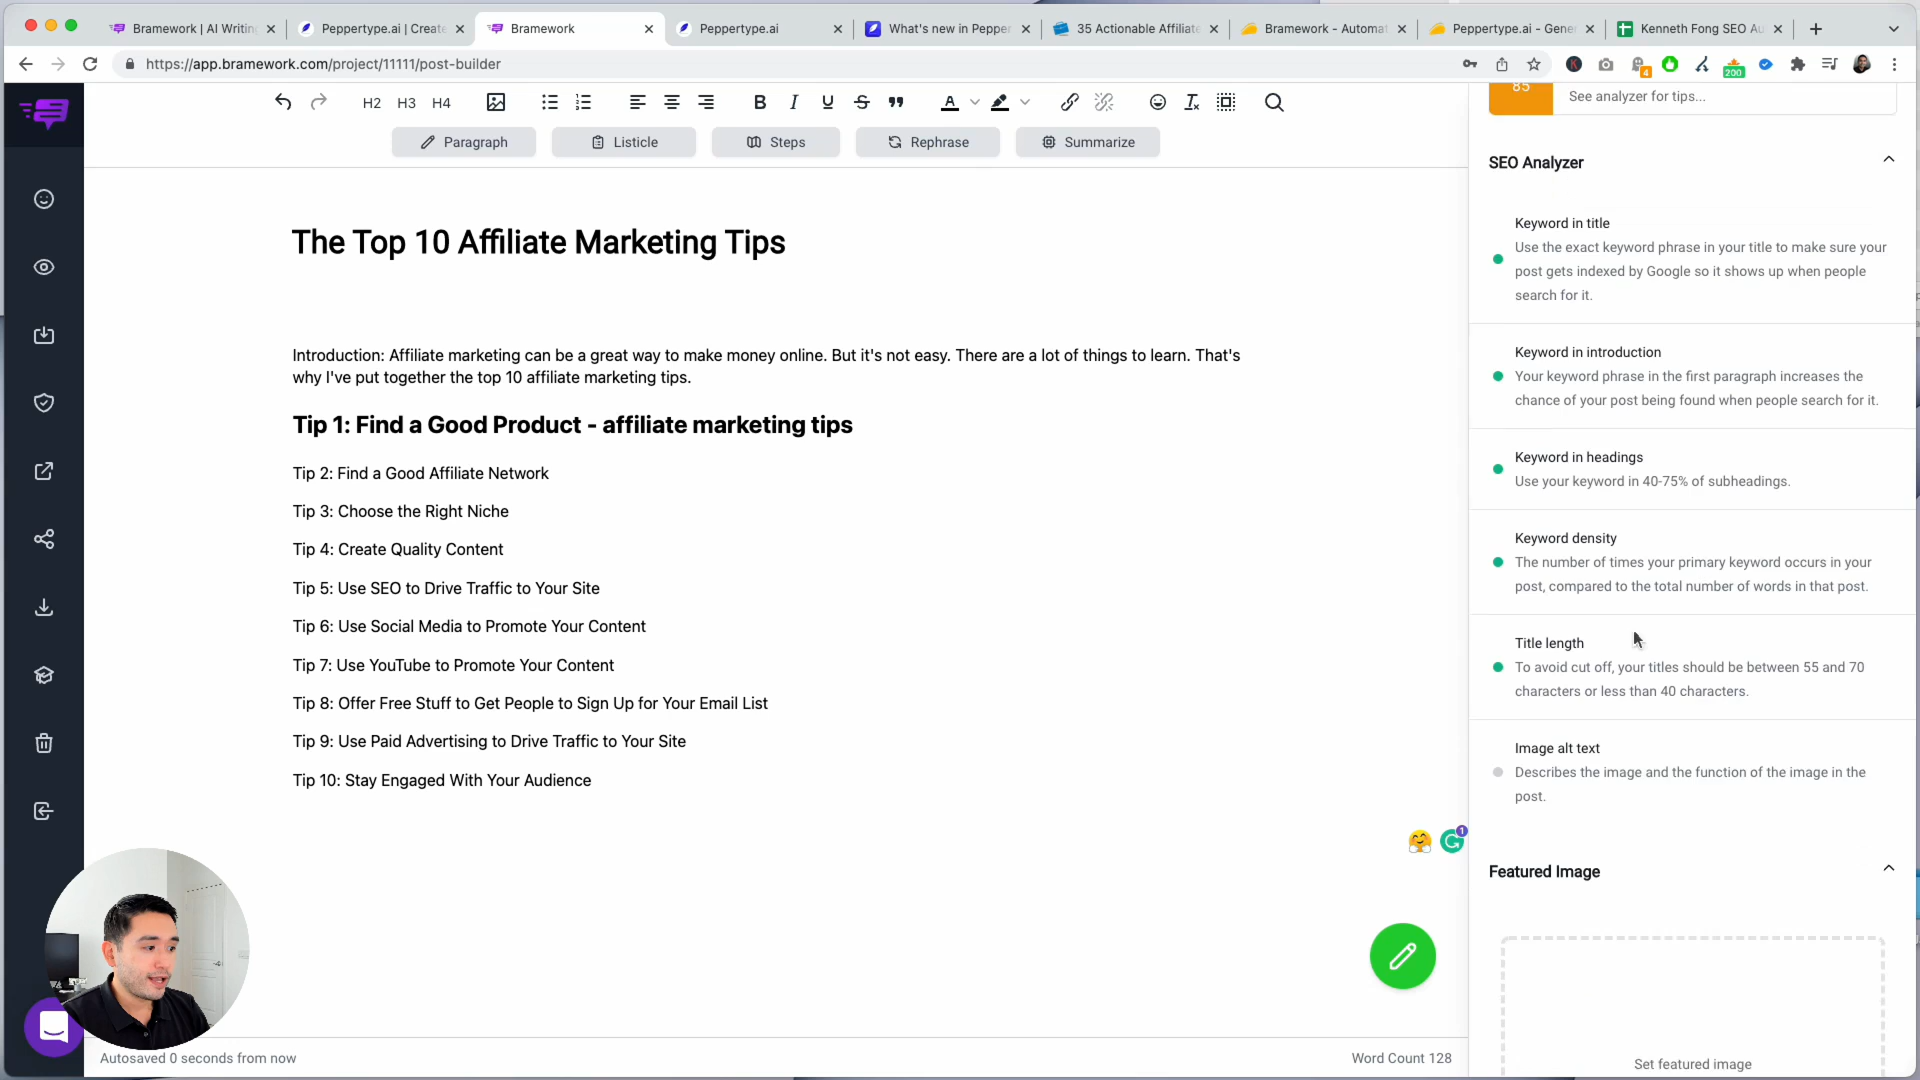 Bramework | AI Writing
Peppertype.ai | Create
Bramework
Peppertype.ai
What's new in Pepper
35 Actionable Affiliate
Bramework - Automat
Peppertype.ai - Gene
Kenneth Fong SEO Au
https://app.bramework.com/project/11111/post-builder
4
200
H2
H3
H4
B
I
U
S
A
Paragraph
Listicle
Steps
Rephrase
Summarize
85
See analyzer for tips...
The Top 10 Affiliate Marketing Tips
Introduction: Affiliate marketing can be a great way to make money online. But it's not easy. There are a lot of things to learn. That's
why I've put together the top 10 affiliate marketing tips.
Tip 1: Find a Good Product - affiliate marketing tips
Tip 2: Find a Good Affiliate Network
Tip 3: Choose the Right Niche
Tip 4: Create Quality Content
Tip 5: Use SEO to Drive Traffic to Your Site
Tip 6: Use Social Media to Promote Your Content
Tip 7: Use YouTube to Promote Your Content
Tip 8: Offer Free Stuff to Get People to Sign Up for Your Email List
Tip 9: Use Paid Advertising to Drive Traffic to Your Site
Tip 10: Stay Engaged With Your Audience
1
Autosaved 0 seconds from now
Word Count 128
SEO Analyzer
Keyword in title
Use the exact keyword phrase in your title to make sure your
post gets indexed by Google so it shows up when people
search for it.
Keyword in introduction
Your keyword phrase in the first paragraph increases the
chance of your post being found when people search for it.
Keyword in headings
Use your keyword in 40-75% of subheadings.
Keyword density
The number of times your primary keyword occurs in your
post, compared to the total number of words in that post.
Title length
To avoid cut off, your titles should be between 55 and 70
characters or less than 40 characters.
Image alt text
Describes the image and the function of the image in the
post.
Featured Image
Set featured image